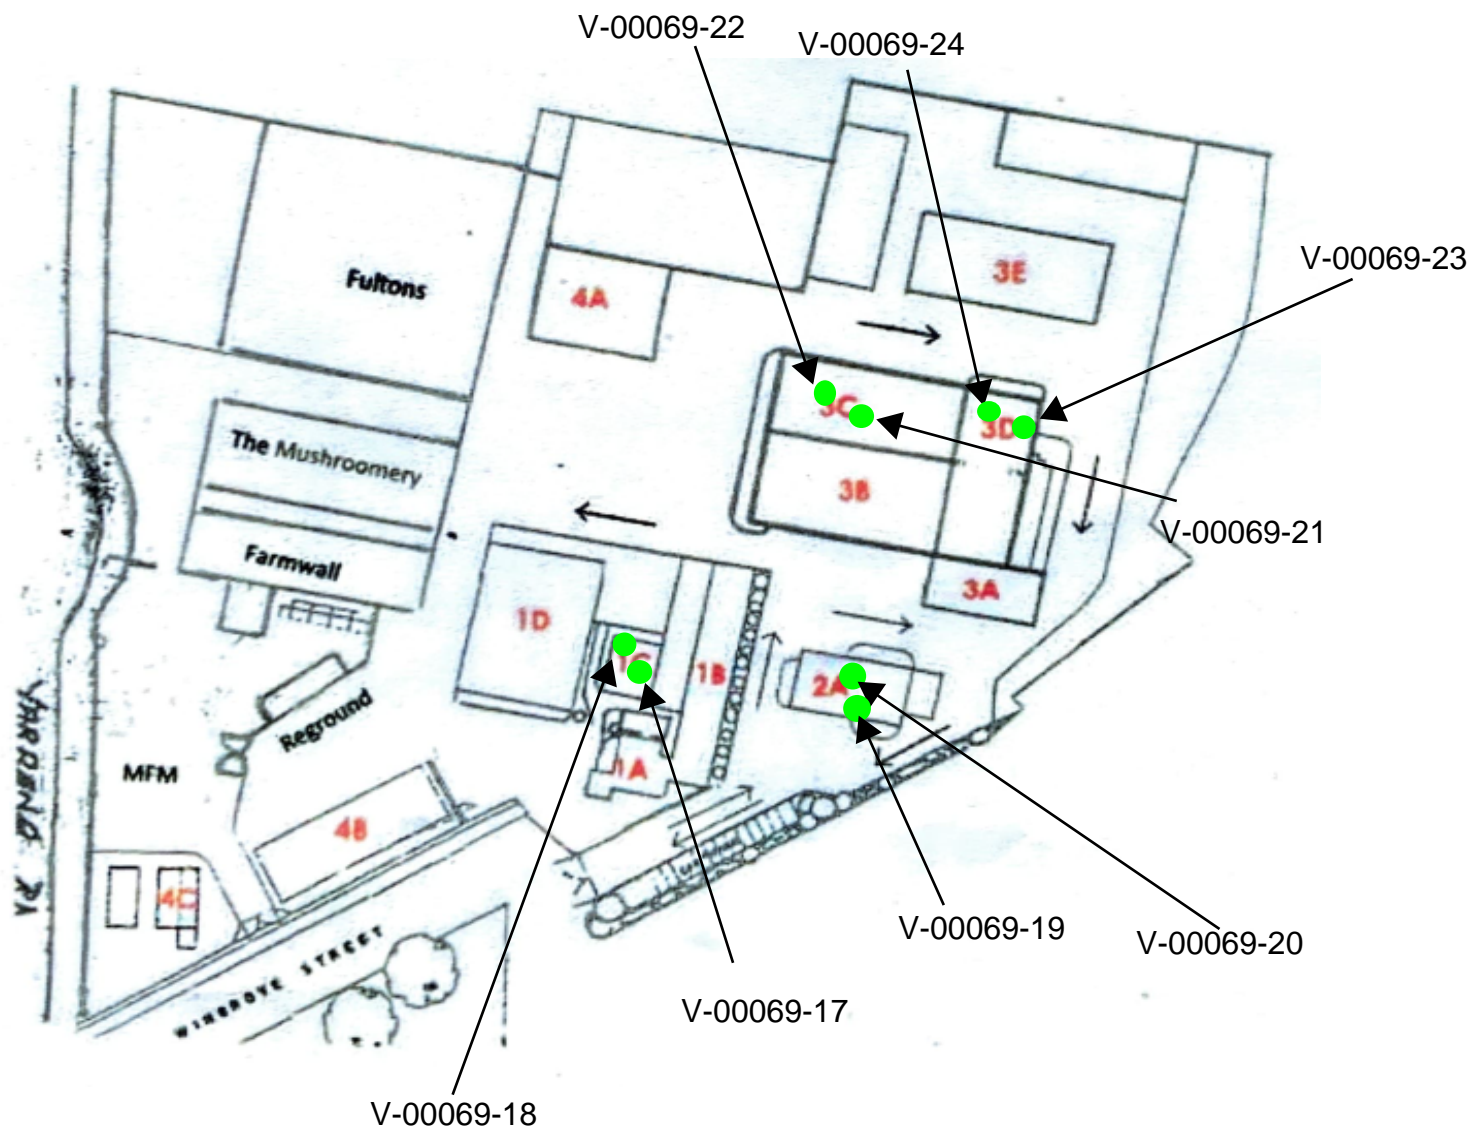 V-00069-22
V-00069-24
V-00069-23
3E
Fultons
4A
3C
3D
The Mushroomery
3B
V-00069-21
Farmwall
3A
1D
1C
1B
2A
Reground
MFM
1A
4B
4C
V-00069-19
V-00069-20
WINGROVE STREET
V-00069-17
V-00069-18